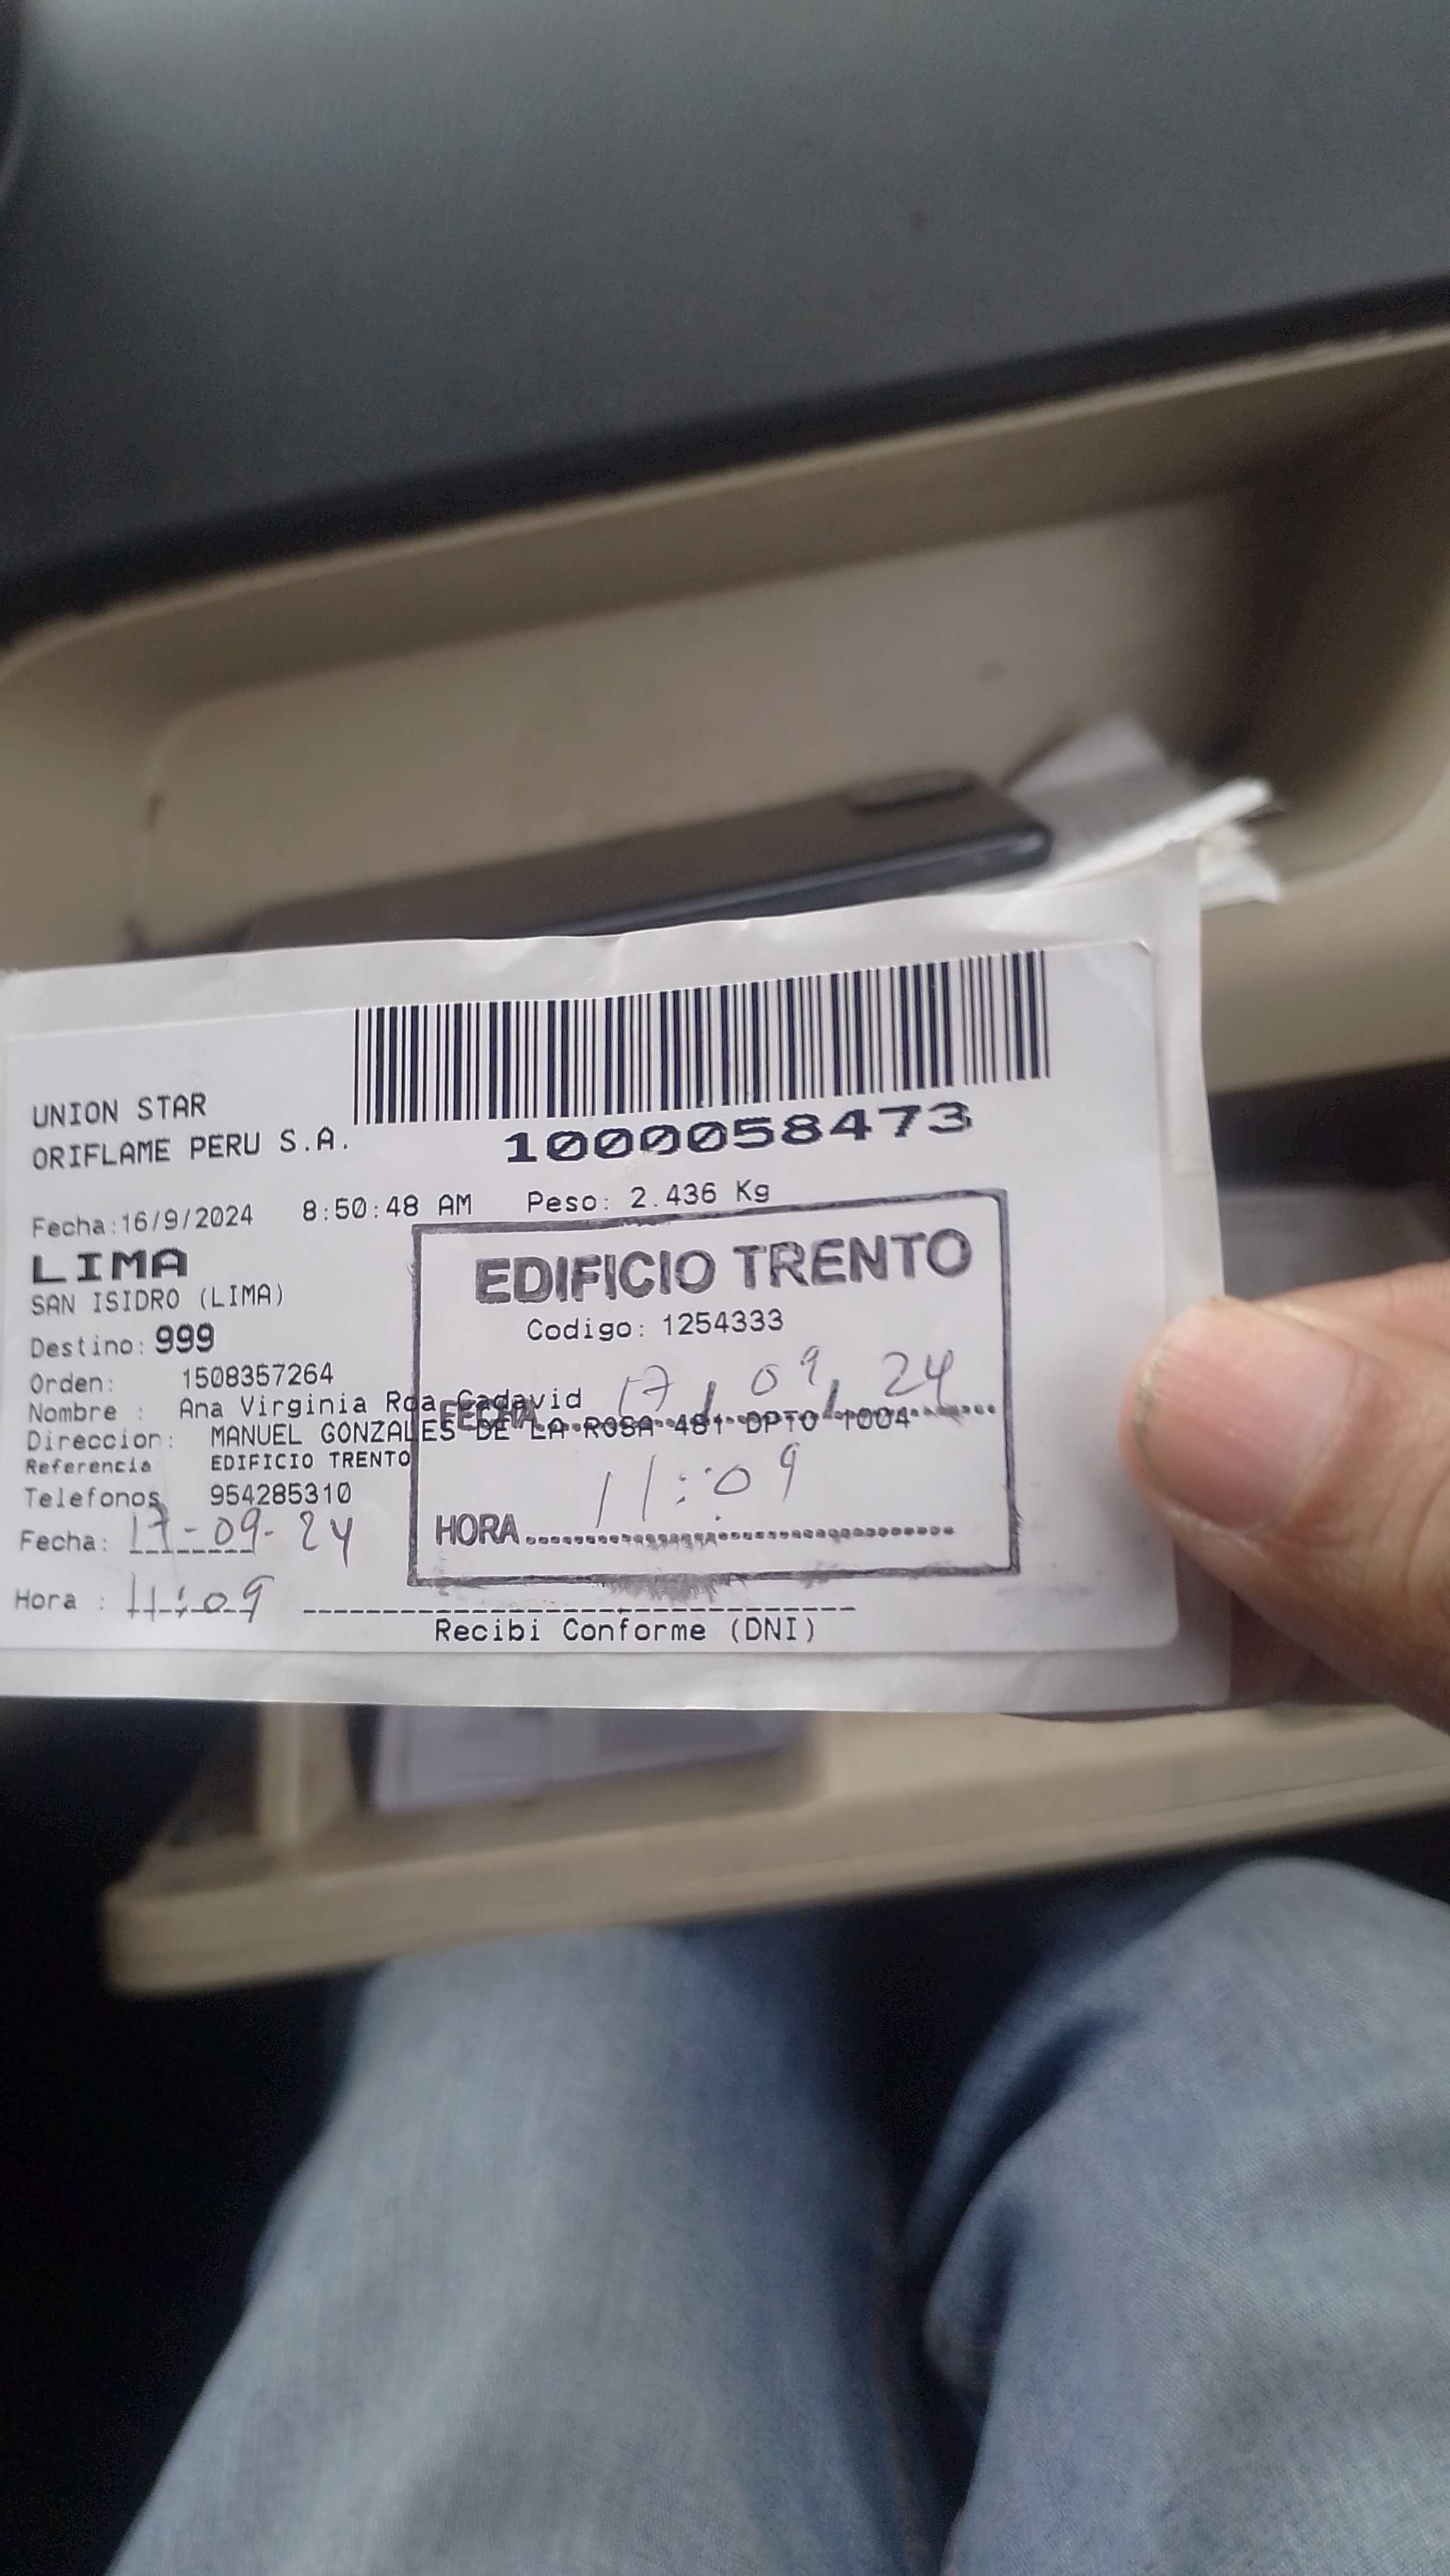 UNION STAR
ORIFLAME PERU S.A.
1000058473
Fecha:16/9/2024 8:50:48 AM Peso: 2.436 Kg
LIMA
EDIFICIO TRENTO
SAN ISIDRO (LIMA)
Codigo: 1254333
Destino: 999
Orden: 1508357264
Nombre : Ana Virginia Roa Cadavid
FECHA 17 / 09 / 24
Direccion: MANUEL GONZALES DE LA ROSA 481 DPTO 1004
Referencia EDIFICIO TRENTO
Telefonos 954285310
HORA 11:09
Fecha: 17-09-24
Hora : 11:09
Recibi Conforme (DNI)